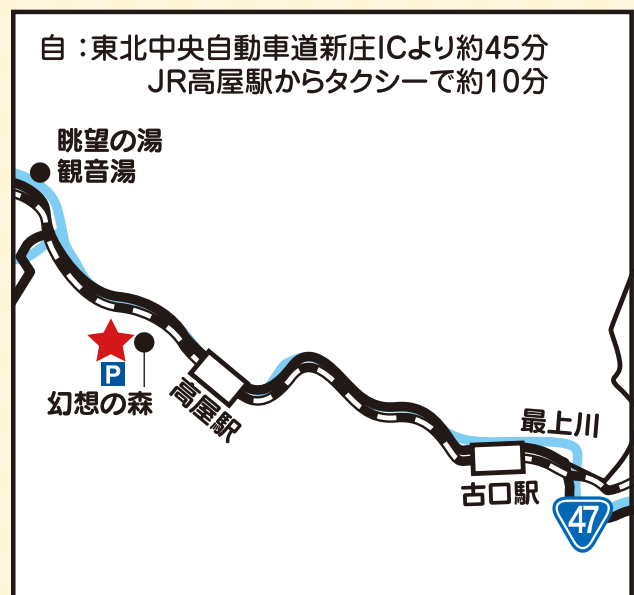 自：東北中央自動車道新庄ICより約45分
JR高屋駅からタクシーで約10分
眺望の湯
観音湯
P
幻想の森
高屋駅
最上川
古口駅
47